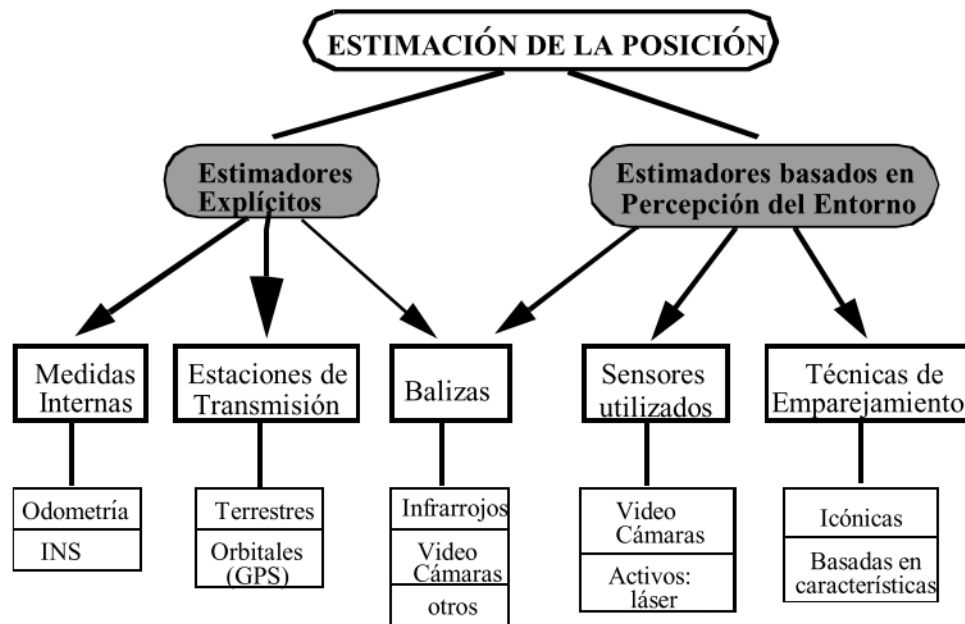 ESTIMACIÓN DE LA POSICIÓN
Estimadores
Explícitos
Estimadores basados en
Percepción del Entorno
Medidas
Internas
Estaciones de
Transmisión
Balizas
Sensores
utilizados
Técnicas de
Emparejamiento
Odometría
INS
Terrestres
Orbitales
(GPS)
Infrarrojos
Video
Cámaras
otros
Video
Cámaras
Activos:
láser
Icónicas
Basadas en
características